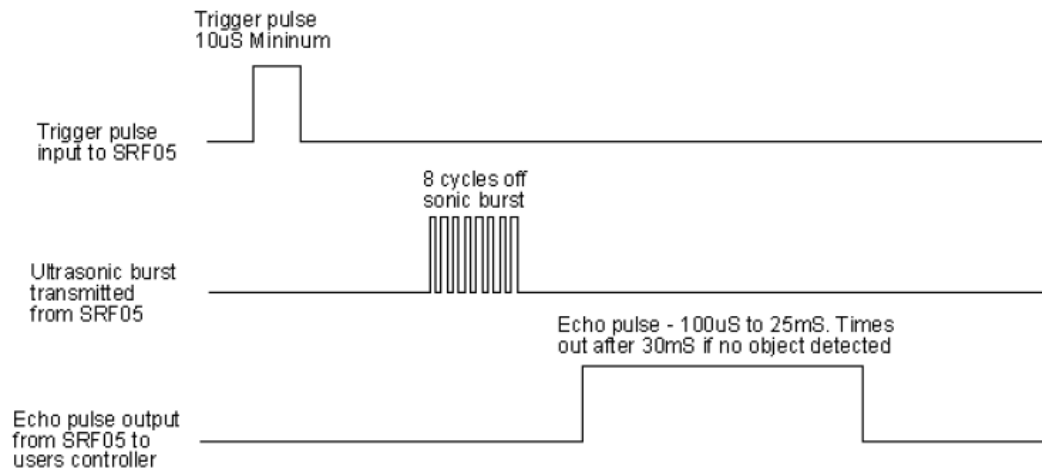 Trigger pulse
10uS Mininum
Trigger pulse
input to SRF05
8 cycles off
sonic burst
Ultrasonic burst
transmitted
from SRF05
Echo pulse - 100uS to 25mS. Times
out after 30mS if no object detected
Echo pulse output
from SRF05 to
users controller